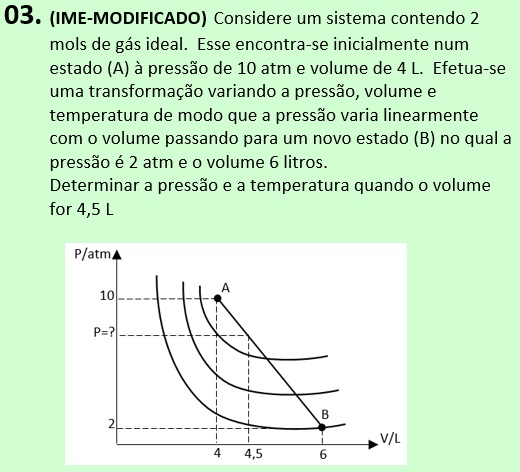 03. (IME-MODIFICADO) Considere um sistema contendo 2
mols de gás ideal. Esse encontra-se inicialmente num
estado (A) à pressão de 10 atm e volume de 4 L. Efetua-se
uma transformação variando a pressão, volume e
temperatura de modo que a pressão varia linearmente
com o volume passando para um novo estado (B) no qual a
pressão é 2 atm e o volume 6 litros.
Determinar a pressão e a temperatura quando o volume
for 4,5 L
P/atm
A
10
P=?
B
2
V/L
4 4,5 6